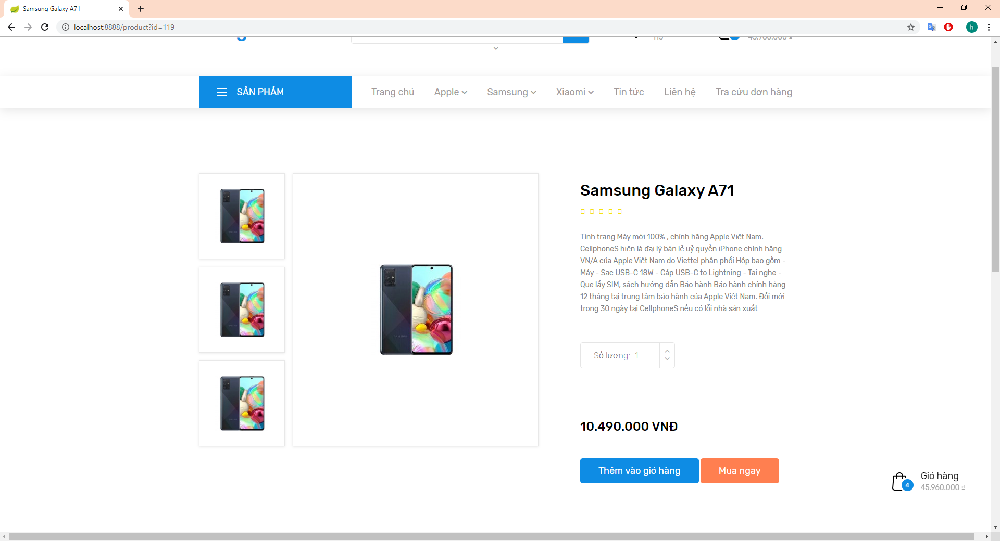 Samsung Galaxy A71
localhost:8888/product?id=119
SẢN PHẨM
Trang chủ
Apple
Samsung
Xiaomi
Tin tức
Liên hệ
Tra cứu đơn hàng
Samsung Galaxy A71
Tình trạng Máy mới 100% , chính hãng Apple Việt Nam.
CellphoneS hiện là đại lý bán lẻ uỷ quyền iPhone chính hãng
VN/A của Apple Việt Nam do Viettel phân phối Hộp bao gồm -
Máy - Sạc USB-C 18W - Cáp USB-C to Lightning - Tai nghe -
Que lấy SIM, sách hướng dẫn Bảo hành Bảo hành chính hãng
12 tháng tại trung tâm bảo hành của Apple Việt Nam. Đổi mới
trong 30 ngày tại CellphoneS nếu có lỗi nhà sản xuất
Số lượng: 1
10.490.000 VNĐ
Thêm vào giỏ hàng
Mua ngay
Giỏ hàng
4
45.960.000 ₫
h